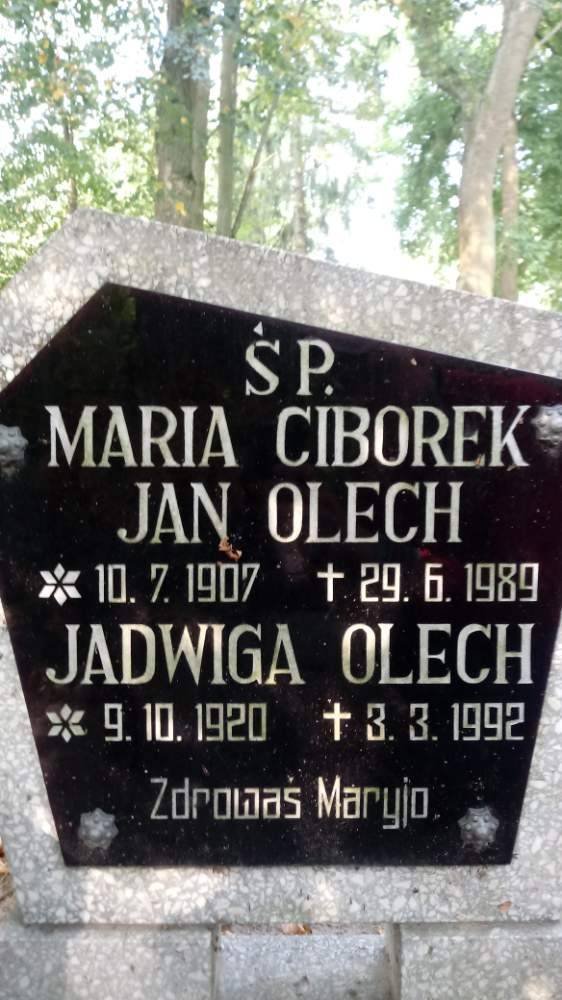 Ś P.
MARIA CIBOREK
JAN OLECH
10. 7. 1907 29. 6. 1989
JADWIGA OLECH
9. 10. 1920 3. 3. 1992
Zdrowaś Maryjo